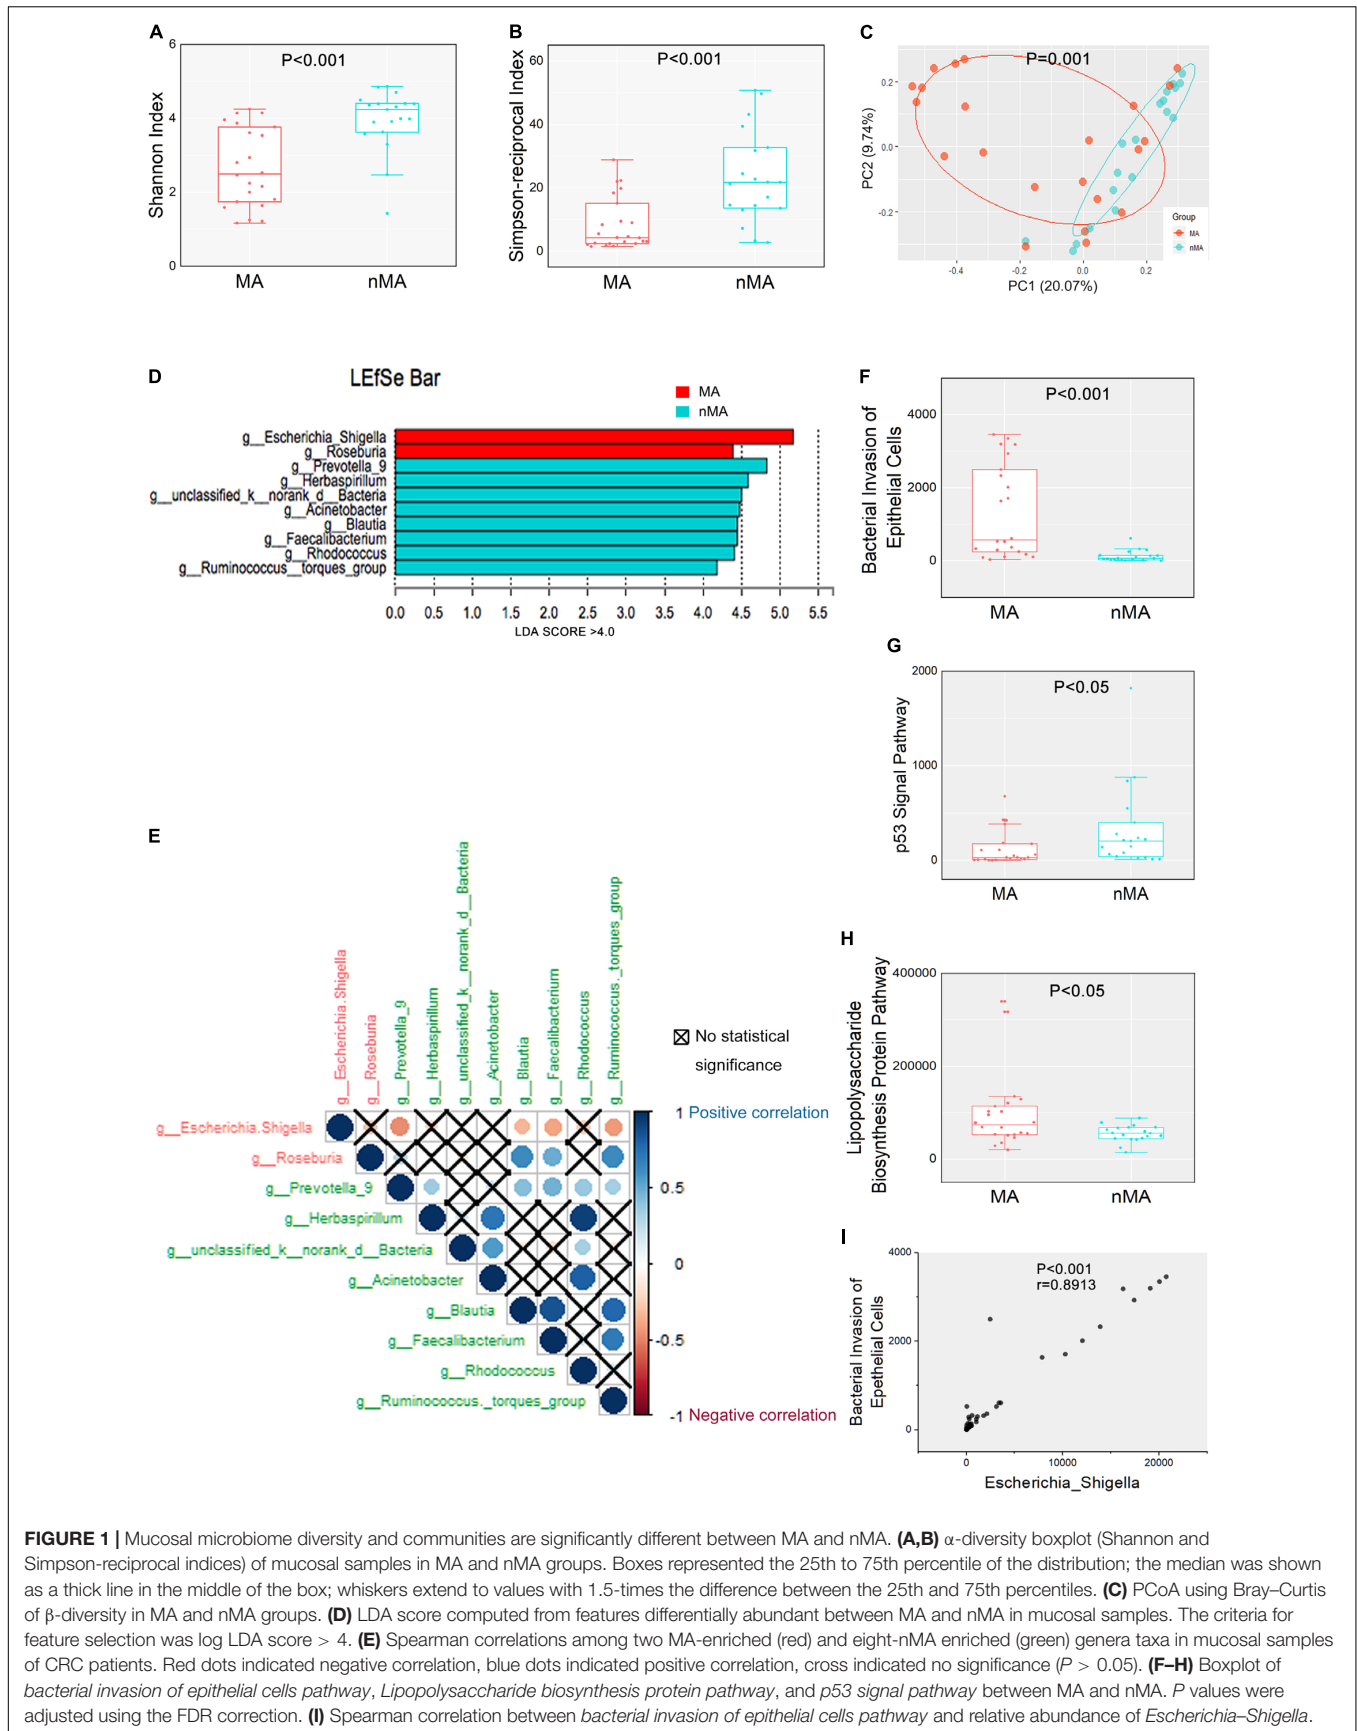 A
6
4
2
0
Shannon Index
P<0.001
MA
nMA
B
60
40
20
0
Simpson-reciprocal Index
P<0.001
MA
nMA
C
P=0.001
0.2
0.0
-0.2
PC2 (9.74%)
-0.4
-0.2
0.0
0.2
PC1 (20.07%)
Group
MA
nMA
D
LEfSe Bar
MA
nMA
g__Escherichia_Shigella
g__Roseburia
g__Prevotella_9
g__Herbaspirillum
g__unclassified_k__norank_d__Bacteria
g__Acinetobacter
g__Blautia
g__Faecalibacterium
g__Rhodococcus
g__Ruminococcus__torques_group
0.0 0.5 1.0 1.5 2.0 2.5 3.0 3.5 4.0 4.5 5.0 5.5
LDA SCORE >4.0
F
Bacterial Invasion of
Epithelial Cells
4000
2000
0
P<0.001
MA
nMA
G
p53 Signal Pathway
2000
1000
0
P<0.05
MA
nMA
E
g__Escherichia.Shigella
g__Roseburia
g__Prevotella_9
g__Herbaspirillum
g__unclassified_k__norank_d__Bacteria
g__Acinetobacter
g__Blautia
g__Faecalibacterium
g__Rhodococcus
g__Ruminococcus._torques_group
No statistical
significance
g__Escherichia.Shigella
g__Roseburia
g__Prevotella_9
g__Herbaspirillum
g__unclassified_k__norank_d__Bacteria
g__Acinetobacter
g__Blautia
g__Faecalibacterium
g__Rhodococcus
g__Ruminococcus._torques_group
1 Positive correlation
0.5
0
-0.5
-1 Negative correlation
H
Lipopolysaccharide
Biosynthesis Protein Pathway
400000
200000
0
P<0.05
MA
nMA
I
Bacterial Invasion of
Epethelial Cells
4000
2000
0
P<0.001
r=0.8913
0
10000
20000
Escherichia_Shigella
FIGURE 1 | Mucosal microbiome diversity and communities are significantly different between MA and nMA. (A,B) α-diversity boxplot (Shannon and
Simpson-reciprocal indices) of mucosal samples in MA and nMA groups. Boxes represented the 25th to 75th percentile of the distribution; the median was shown
as a thick line in the middle of the box; whiskers extend to values with 1.5-times the difference between the 25th and 75th percentiles. (C) PCoA using Bray–Curtis
of β-diversity in MA and nMA groups. (D) LDA score computed from features differentially abundant between MA and nMA in mucosal samples. The criteria for
feature selection was log LDA score > 4. (E) Spearman correlations among two MA-enriched (red) and eight-nMA enriched (green) genera taxa in mucosal samples
of CRC patients. Red dots indicated negative correlation, blue dots indicated positive correlation, cross indicated no significance (P > 0.05). (F–H) Boxplot of
bacterial invasion of epithelial cells pathway, Lipopolysaccharide biosynthesis protein pathway, and p53 signal pathway between MA and nMA. P values were
adjusted using the FDR correction. (I) Spearman correlation between bacterial invasion of epithelial cells pathway and relative abundance of Escherichia–Shigella.